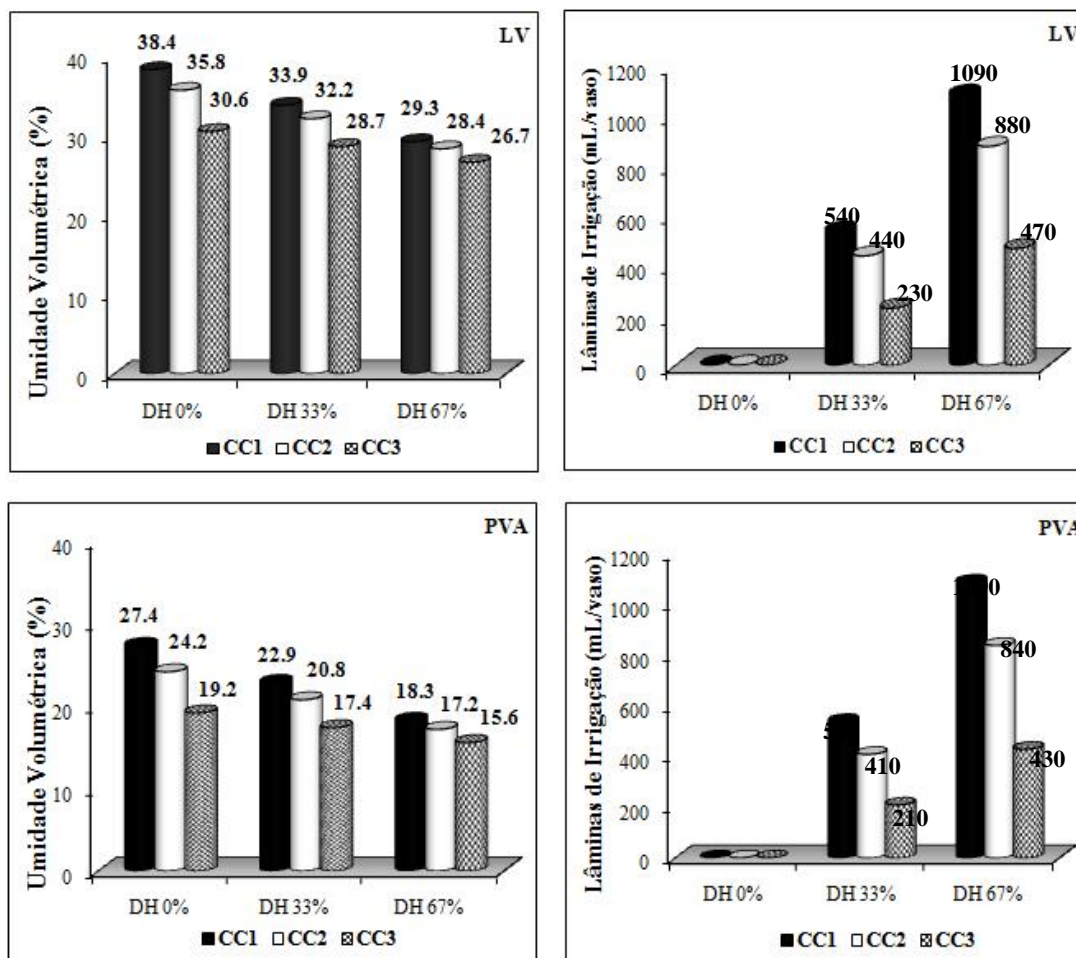 LV
38.4
35.8
30.6
33.9
32.2
28.7
29.3
28.4
26.7
Umidade Volumétrica (%)
40
30
20
10
0
DH 0%
DH 33%
DH 67%
CC1 CC2 CC3
LV
Lâminas de Irrigação (mL/vaso)
1200
1000
800
600
400
200
0
540
440
230
1090
880
470
DH 0%
DH 33%
DH 67%
CC1 CC2 CC3
PVA
27.4
24.2
19.2
22.9
20.8
17.4
18.3
17.2
15.6
Umidade Volumétrica (%)
40
30
20
10
0
DH 0%
DH 33%
DH 67%
CC1 CC2 CC3
PVA
Lâminas de Irrigação (mL/vaso)
1200
1000
800
600
400
200
0
410
210
840
430
DH 0%
DH 33%
DH 67%
CC1 CC2 CC3